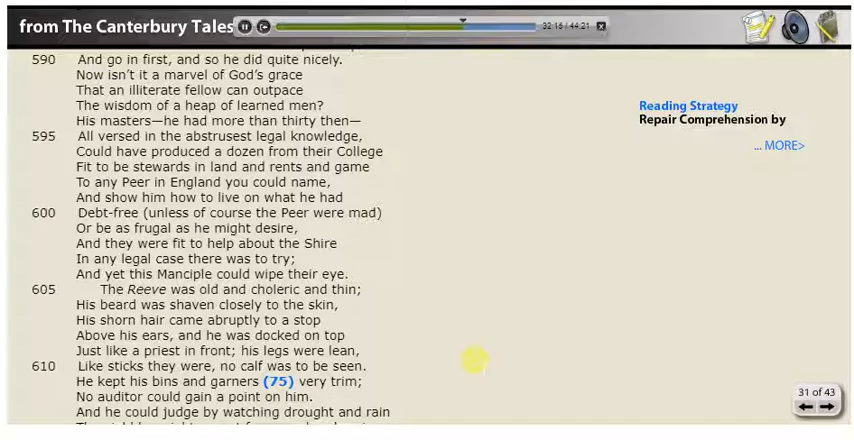 from The Canterbury Tales
32:15 / 44:21
590 And go in first, and so he did quite nicely.
Now isn't it a marvel of God's grace
That an illiterate fellow can outpace
The wisdom of a heap of learned men?
His masters—he had more than thirty then—
595 All versed in the abstrusest legal knowledge,
Could have produced a dozen from their College
Fit to be stewards in land and rents and game
To any Peer in England you could name,
And show him how to live on what he had
600 Debt-free (unless of course the Peer were mad)
Or be as frugal as he might desire,
And they were fit to help about the Shire
In any legal case there was to try;
And yet this Manciple could wipe their eye.
605 The Reeve was old and choleric and thin;
His beard was shaven closely to the skin,
His shorn hair came abruptly to a stop
Above his ears, and he was docked on top
Just like a priest in front; his legs were lean,
610 Like sticks they were, no calf was to be seen.
He kept his bins and garners (75) very trim;
No auditor could gain a point on him.
And he could judge by watching drought and rain
Reading Strategy
Repair Comprehension by
... MORE>
31 of 43